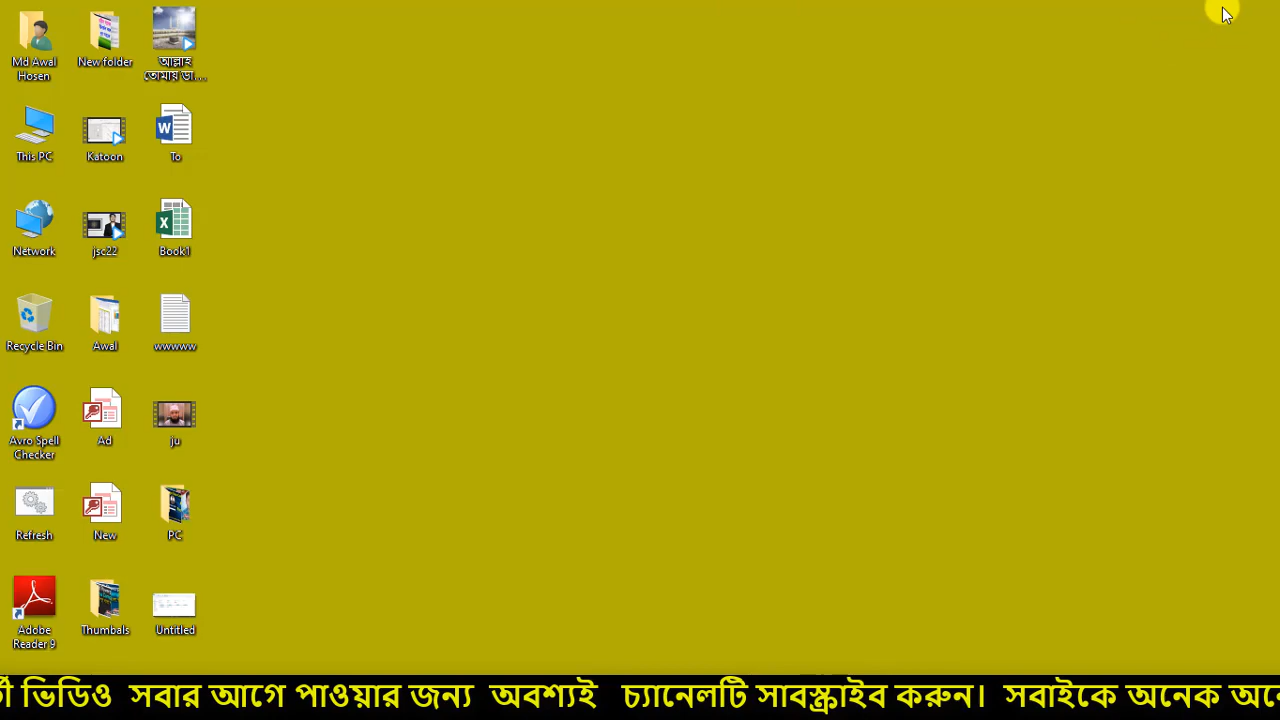 Md Awal
Hosen
New folder
আল্লাহ
তোমায় ডা...
This PC
Katoon
To
Network
jsc22
Book1
Recycle Bin
Awal
wwwww
Avro Spell
Checker
Ad
ju
Refresh
New
PC
Adobe
Reader 9
Thumbals
Untitled
ভিডিও সবার আগে পাওয়ার জন্য অবশ্যই চ্যানেলটি সাবস্ক্রাইব করুন। সবাইকে অনেক